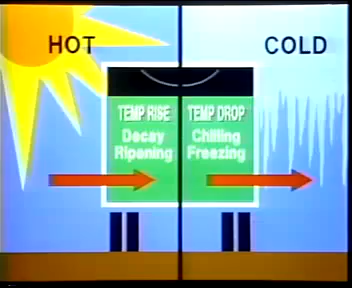 HOT
COLD
TEMP RISE
Decay
Ripening
TEMP DROP
Chilling
Freezing